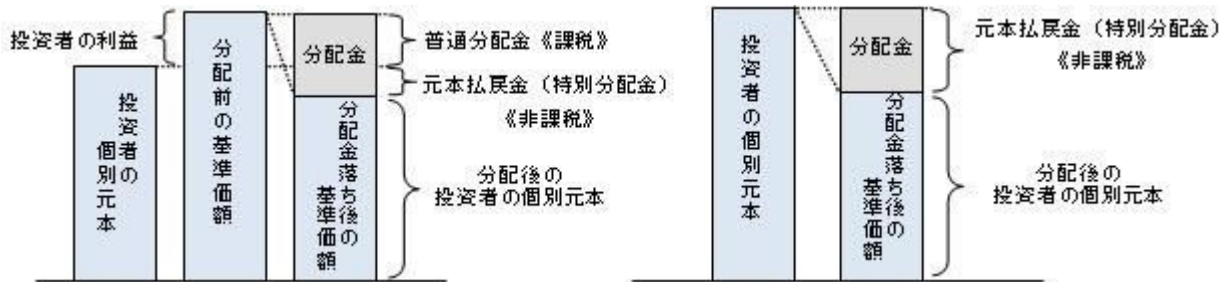 投資者の利益
投資者の
個別元本
分配前の基準価額
分配金
分配金落ち後の
基準価額
普通分配金《課税》
元本払戻金（特別分配金）
《非課税》
分配後の
投資者の個別元本
投資者の個別元本
分配金
分配金落ち後の
基準価額
元本払戻金（特別分配金）
《非課税》
分配後の
投資者の個別元本